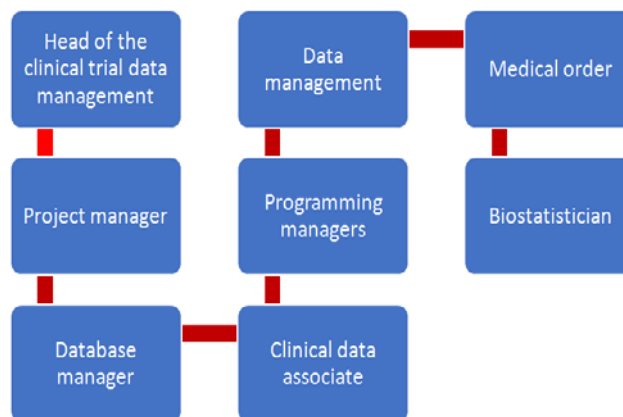 Head of the
clinical trial data
management
Project manager
Database
manager
Clinical data
associate
Programming
managers
Data
management
Medical order
Biostatistician